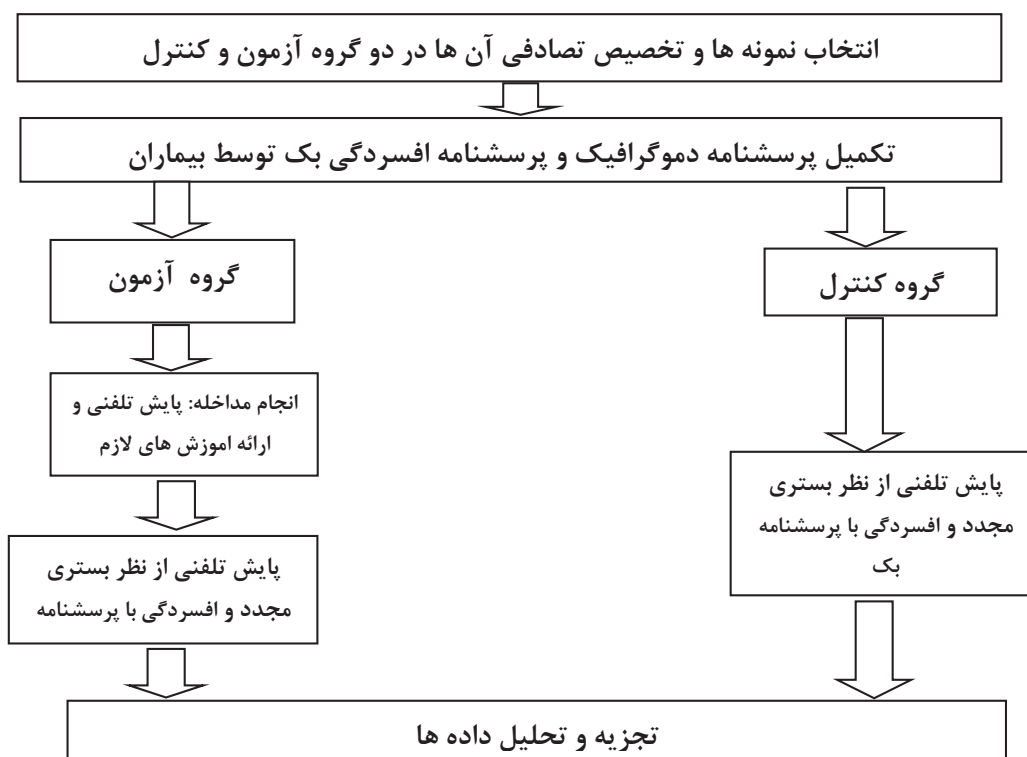 انتخاب نمونه ها و تخصیص تصادفی آن ها در دو گروه آزمون و کنترل
تکمیل پرسشنامه دموگرافیک و پرسشنامه افسردگی بک توسط بیماران
گروه کنترل
پایش تلفنی از نظر بستری
مجدد و افسردگی با پرسشنامه
بک
گروه آزمون
انجام مداخله: پایش تلفنی و
ارائه اموزش های لازم
پایش تلفنی از نظر بستری
مجدد و افسردگی با پرسشنامه
تجزیه و تحلیل داده ها